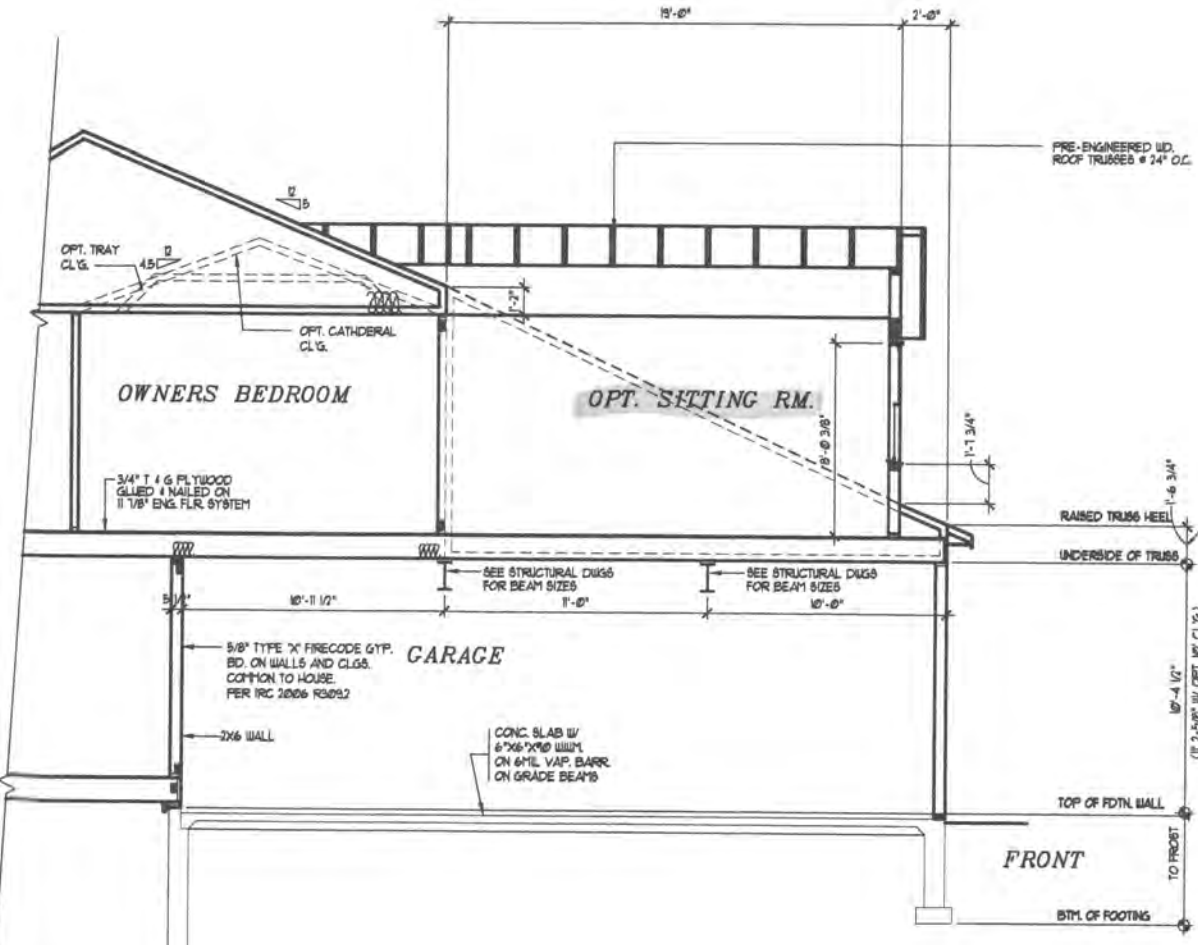 19'-0"
2'-0"
PRE-ENGINEERED WD.
ROOF TRUSSES @ 24" O.C.
12
5
OPT. TRAY
CL'G.
12
4.5
1'-2"
OPT. CATHDERAL
CL'G.
OWNERS BEDROOM
OPT. SITTING RM.
8'-0 3/8"
1'-7 3/4"
1'-6 3/4"
3/4" T & G PLYWOOD
GLUED & NAILED ON
11 7/8" ENG. FLR. SYSTEM
RAISED TRUSS HEEL
UNDERSIDE OF TRUSS
SEE STRUCTURAL DWGS
FOR BEAM SIZES
SEE STRUCTURAL DWGS
FOR BEAM SIZES
5 1/2"
10'-11 1/2"
11'-0"
10'-0"
5/8" TYPE 'X' FIRECODE GYP.
BD. ON WALLS AND CLGS.
COMMON TO HOUSE.
PER IRC 2006 R309.2
GARAGE
10'-4 1/2"
2X6 WALL
CONC. SLAB W/
ON 6MIL VAP. BARR.
ON GRADE BEAMS
TOP OF FDTN. WALL
FRONT
TO FROST
BTM. OF FOOTING